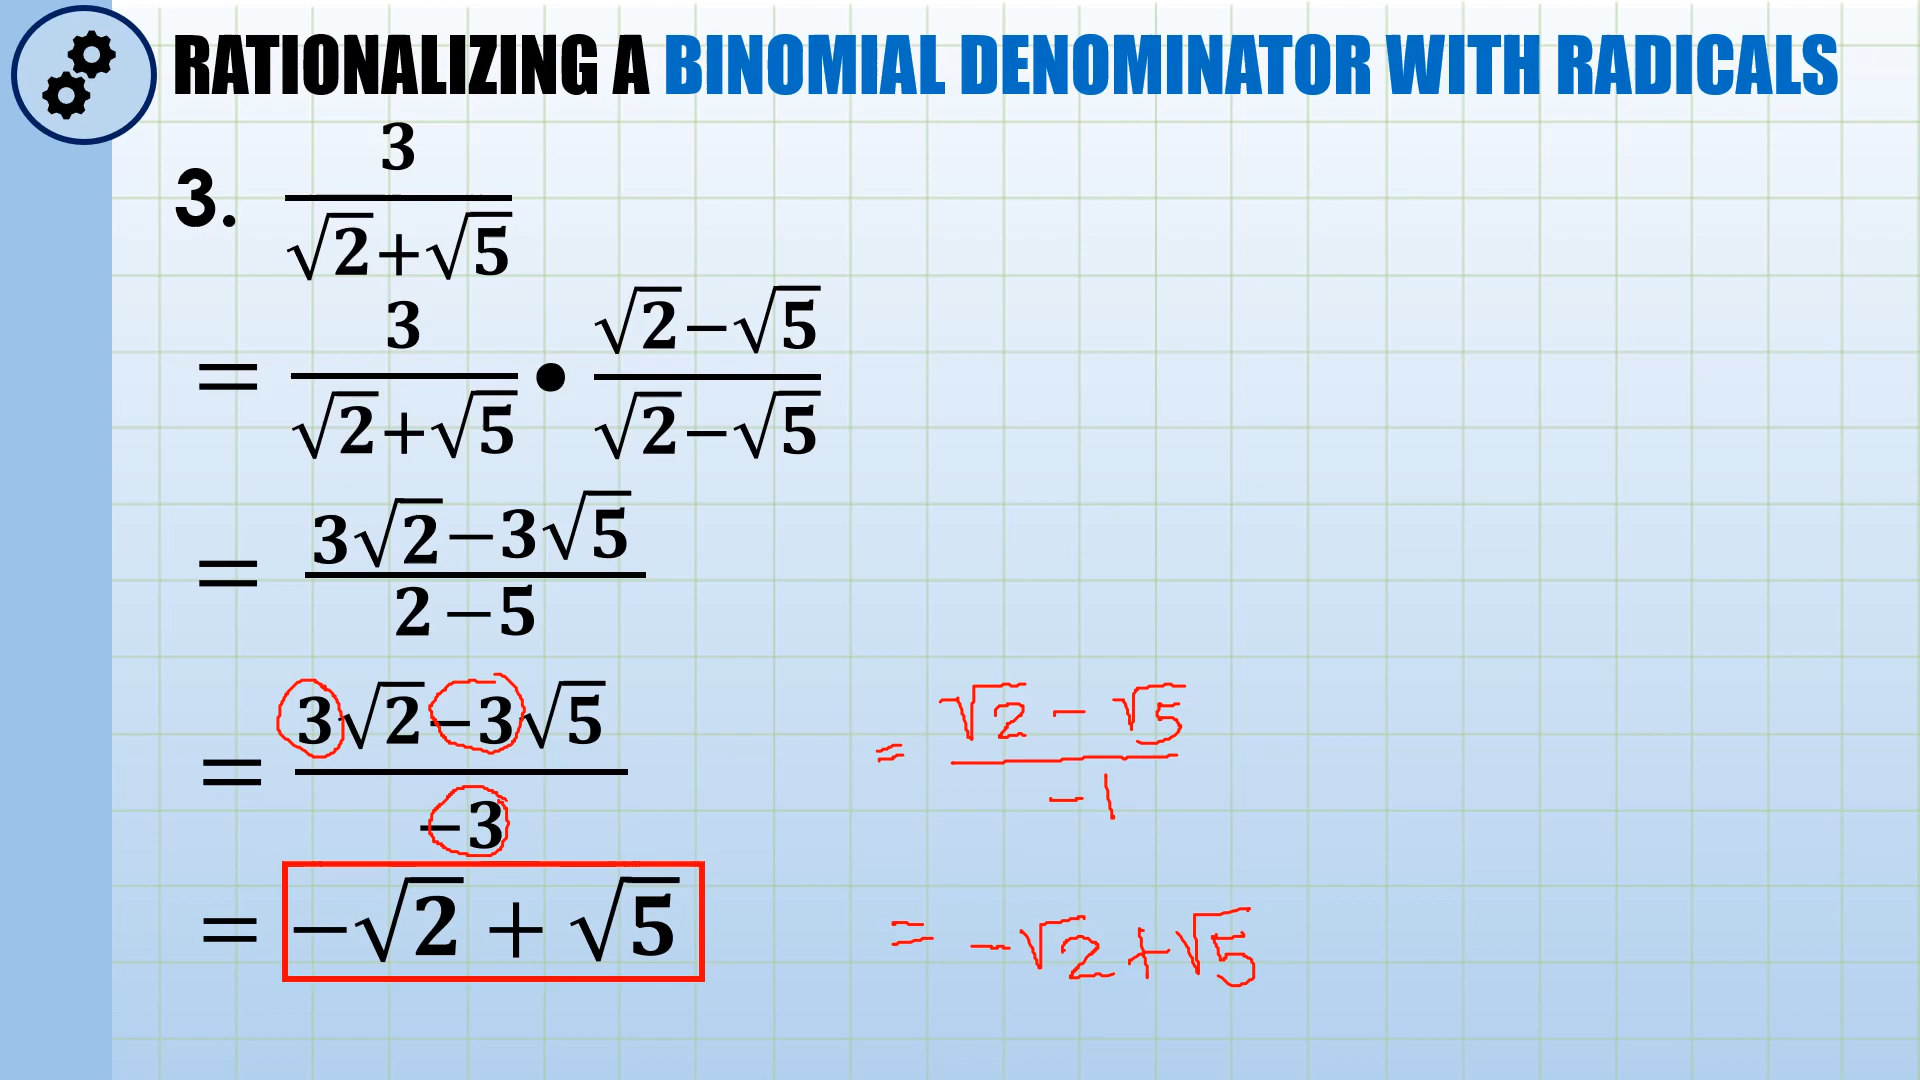 RATIONALIZING A BINOMIAL DENOMINATOR WITH RADICALS
3. 3/(√2+√5)
= 3/(√2+√5) • (√2−√5)/(√2−√5)
= (3√2−3√5)/(2−5)
= (3√2−3√5)/(−3)
= (√2 − √5)/(−1)
= −√2 + √5
= −√2+√5